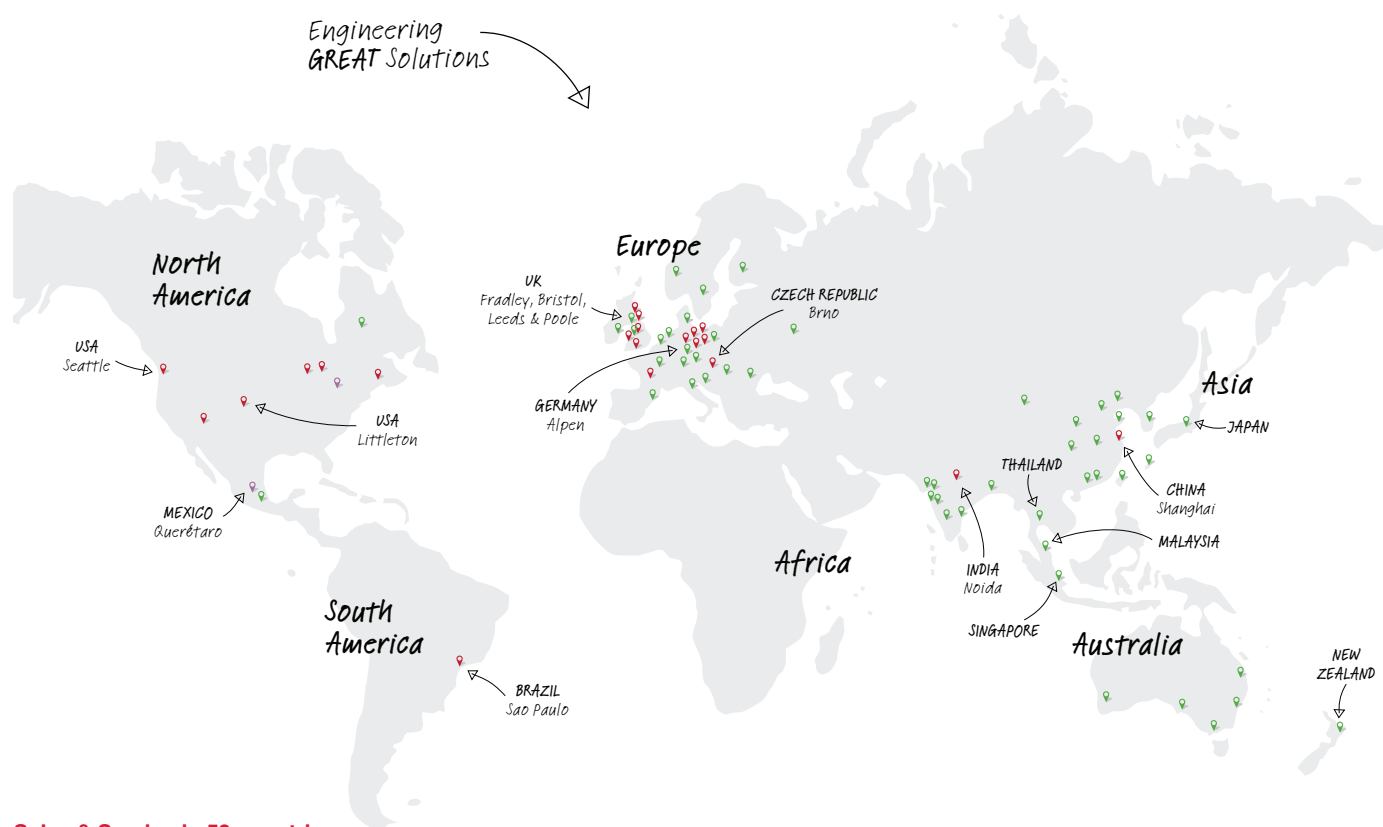 Engineering
GREAT Solutions
North
America
USA
Seattle
USA
Littleton
MEXICO
Querétaro
South
America
BRAZIL
Sao Paulo
Europe
UK
Fradley, Bristol,
Leeds & Poole
CZECH REPUBLIC
Brno
GERMANY
Alpen
Africa
Asia
JAPAN
THAILAND
CHINA
Shanghai
MALAYSIA
INDIA
Noida
SINGAPORE
Australia
NEW
ZEALAND